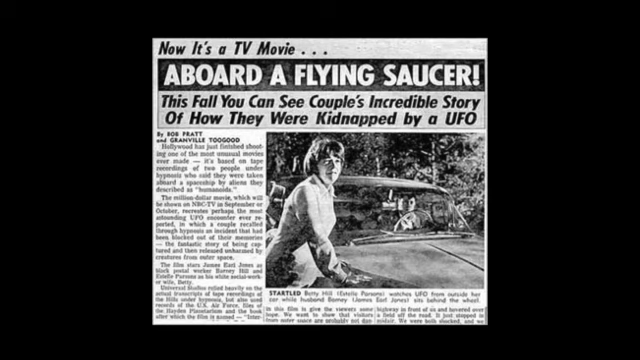 Now It's a TV Movie . . .
ABOARD A FLYING SAUCER!
This Fall You Can See Couple's Incredible Story
Of How They Were Kidnapped by a UFO
By BOB PRATT
and GRANVILLE TOOGOOD
Hollywood has just finished shoot-
ing one of the most unusual movies
ever made — it's based on tape
recordings of two people under
hypnosis who said they were taken
aboard a spaceship by aliens they
described as "humanoids."
The million-dollar movie, which will
be shown on NBC-TV in September or
October, recreates perhaps the most
astounding UFO encounter ever re-
ported, in which a couple recalled
through hypnosis an incident that had
been blocked out of their memories
— the fantastic story of being cap-
tured and then released unharmed by
creatures from outer space.
The film stars James Earl Jones as
black postal worker Barney Hill and
Estelle Parsons as his white social-work-
er wife, Betty.
Universal Studios relied heavily on the
actual transcripts of tape recordings of
the Hills under hypnosis, but also used
records of the U.S. Air Force, files of
the Hayden Planetarium and the book
after which the film is named — "Inter-
STARTLED Betty Hill (Estelle Parsons) watches UFO from outside her
car while husband Barney (James Earl Jones) sits behind the wheel.
in this film is give the viewers some
hope. We want to show that visitors
from outer space are probably not dan-
highway in front of us and hovered over
a field off the road. It just stopped in
midair. We were both shocked, and we